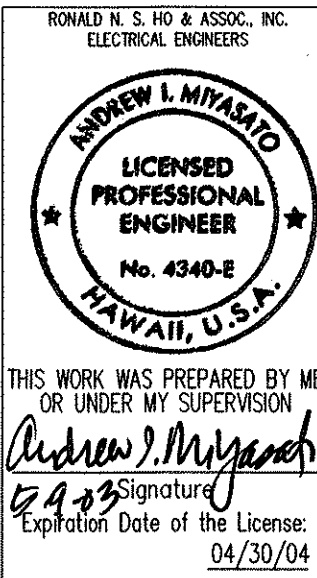 RONALD N. S. HO & ASSOC., INC.
ELECTRICAL ENGINEERS
ANDREW I. MIYASATO
LICENSED
PROFESSIONAL
ENGINEER
No. 4340-E
HAWAII, U.S.A.
THIS WORK WAS PREPARED BY ME
OR UNDER MY SUPERVISION
Andrew I. Miyasato
5-9-03 Signature
Expiration Date of the License:
04/30/04